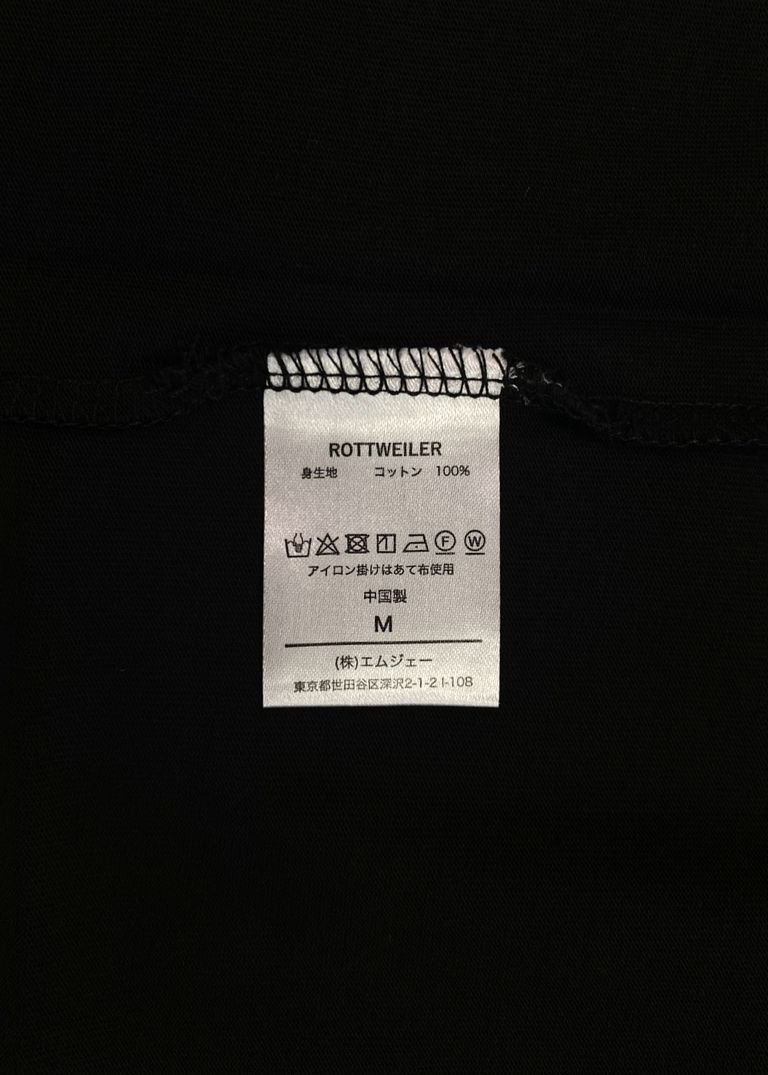 ROTTWEILER
身生地 コットン 100%
F W
アイロン掛けはあて布使用
中国製
M
(株)エムジェー
東京都世田谷区深沢2-1-2 I-108